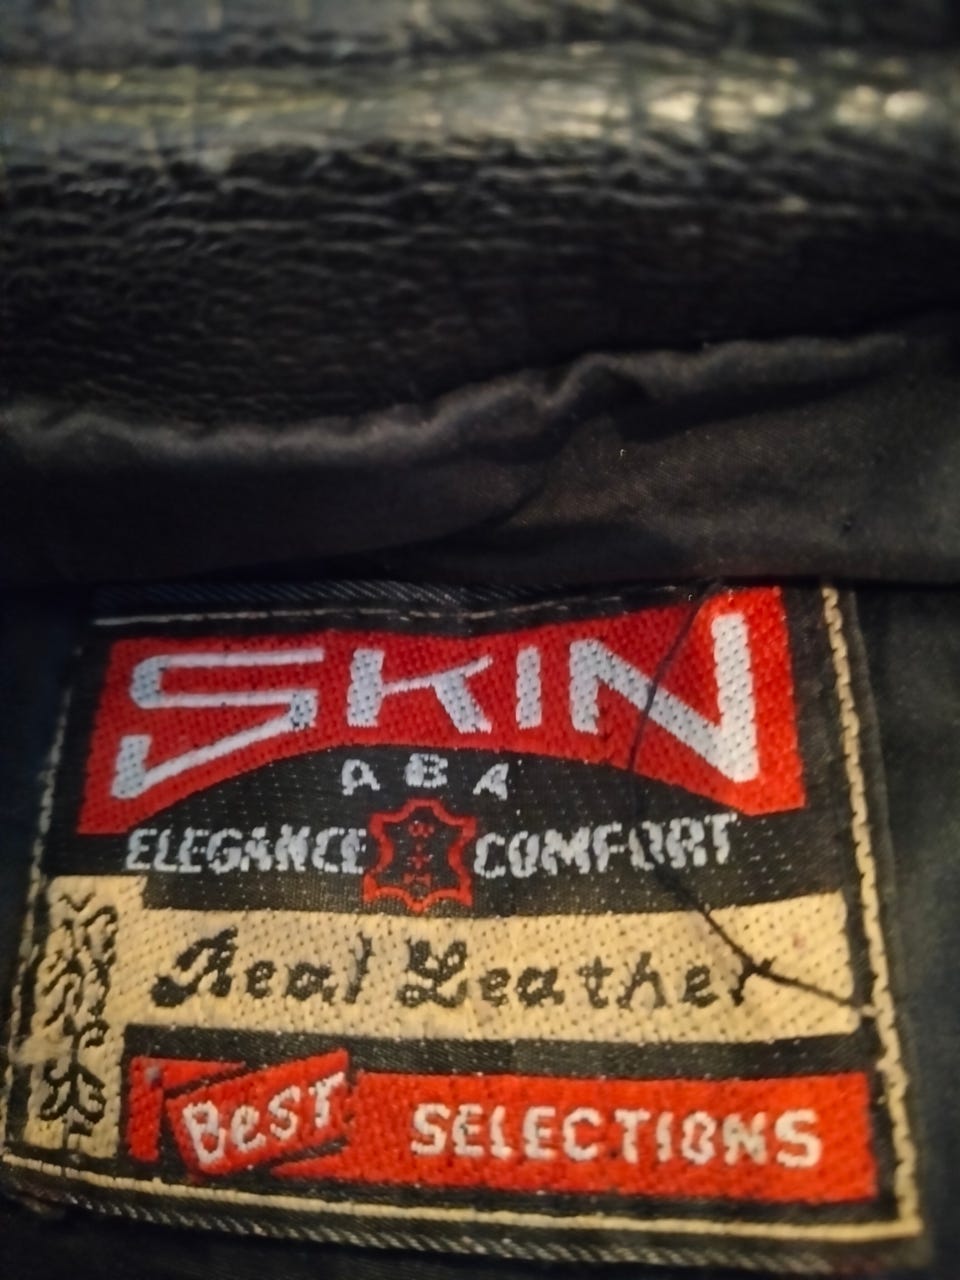 SKIN
ABA
ELEGANCE COMFORT
Real Leather
BeST SELECTIONS